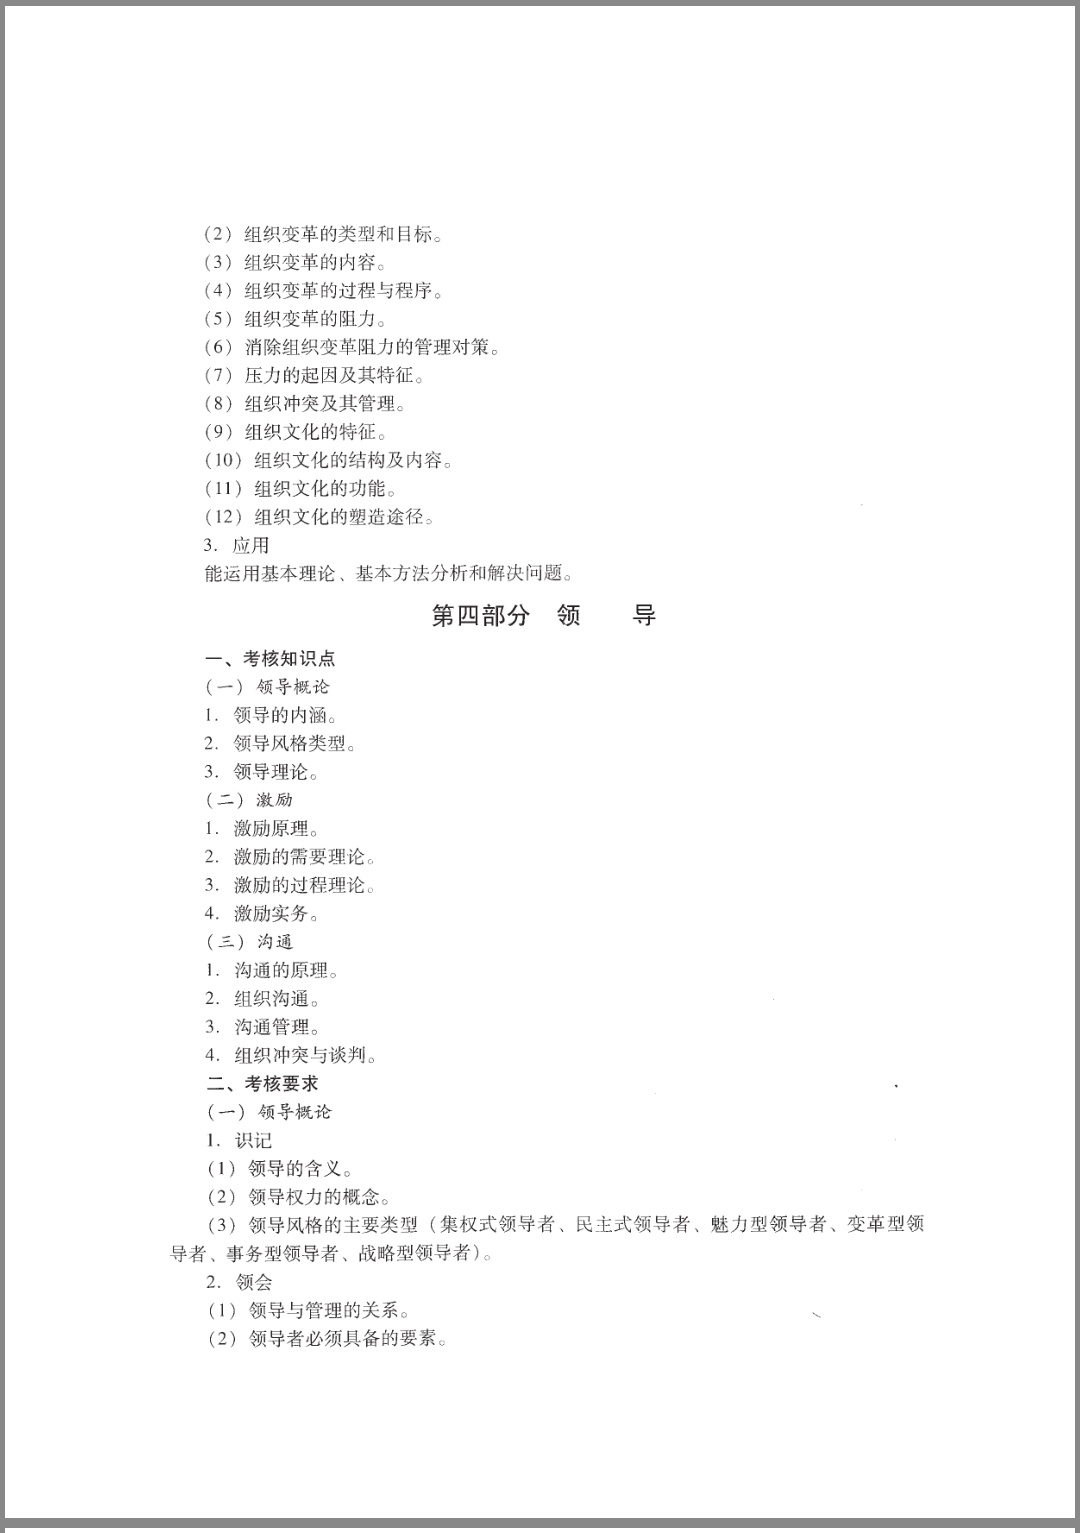 (2) 组织变革的类型和目标。
(3) 组织变革的内容。
(4) 组织变革的过程与程序。
(5) 组织变革的阻力。
(6) 消除组织变革阻力的管理对策。
(7) 压力的起因及其特征。
(8) 组织冲突及其管理。
(9) 组织文化的特征。
(10) 组织文化的结构及内容。
(11) 组织文化的功能。
(12) 组织文化的塑造途径。
3. 应用
能运用基本理论、基本方法分析和解决问题。
第四部分 领 导
一、考核知识点
(一) 领导概论
1. 领导的内涵。
2. 领导风格类型。
3. 领导理论。
(二) 激励
1. 激励原理。
2. 激励的需要理论。
3. 激励的过程理论。
4. 激励实务。
(三) 沟通
1. 沟通的原理。
2. 组织沟通。
3. 沟通管理。
4. 组织冲突与谈判。
二、考核要求
(一) 领导概论
1. 识记
(1) 领导的含义。
(2) 领导权力的概念。
(3) 领导风格的主要类型 (集权式领导者、民主式领导者、魅力型领导者、变革型领
导者、事务型领导者、战略型领导者)。
2. 领会
(1) 领导与管理的关系。
(2) 领导者必须具备的要素。